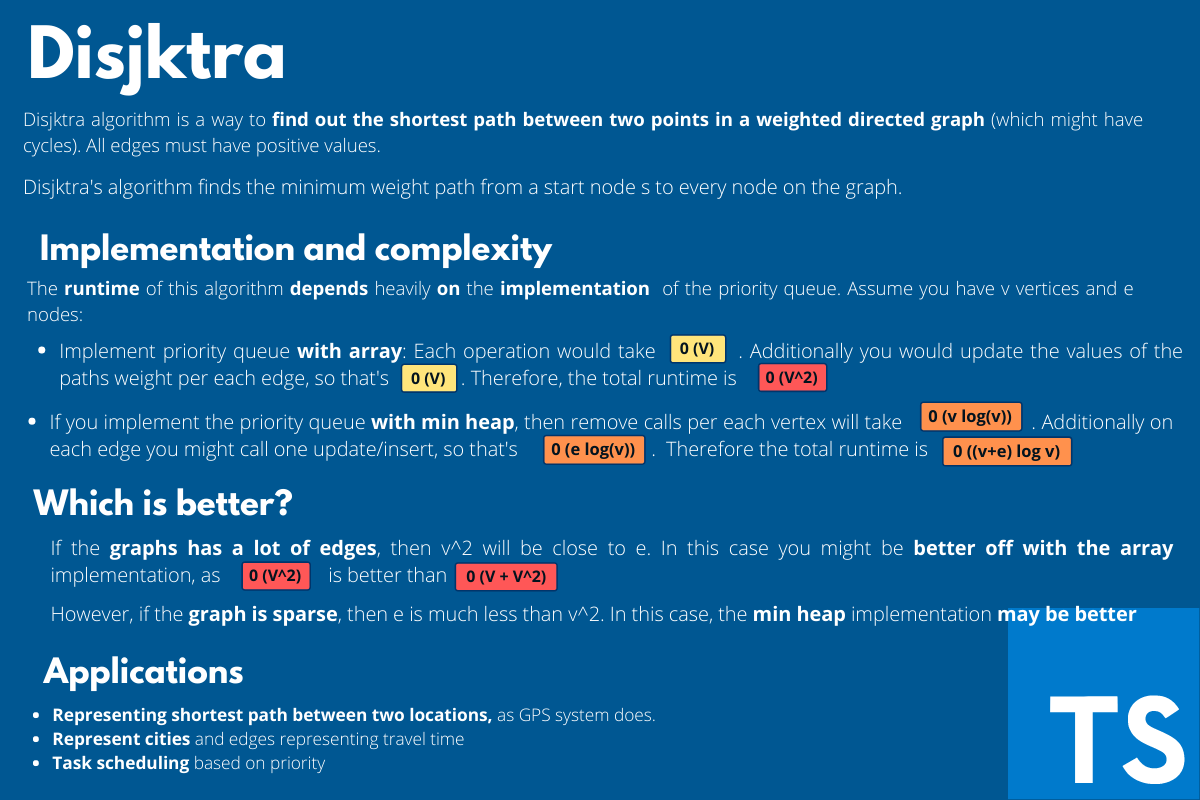 Disjktra
Disjktra algorithm is a way to find out the shortest path between two points in a weighted directed graph (which might have
cycles). All edges must have positive values.
Disjktra's algorithm finds the minimum weight path from a start node s to every node on the graph.
Implementation and complexity
The runtime of this algorithm depends heavily on the implementation of the priority queue. Assume you have v vertices and e
nodes:
• Implement priority queue with array: Each operation would take 0 (V) . Additionally you would update the values of the
paths weight per each edge, so that's 0 (V) . Therefore, the total runtime is 0 (V^2)
• If you implement the priority queue with min heap, then remove calls per each vertex will take 0 (v log(v)) . Additionally on
each edge you might call one update/insert, so that's 0 (e log(v)) . Therefore the total runtime is 0 ((v+e) log v)
Which is better?
If the graphs has a lot of edges, then v^2 will be close to e. In this case you might be better off with the array
implementation, as 0 (V^2) is better than 0 (V + V^2)
However, if the graph is sparse, then e is much less than v^2. In this case, the min heap implementation may be better
Applications
• Representing shortest path between two locations, as GPS system does.
• Represent cities and edges representing travel time
• Task scheduling based on priority
TS